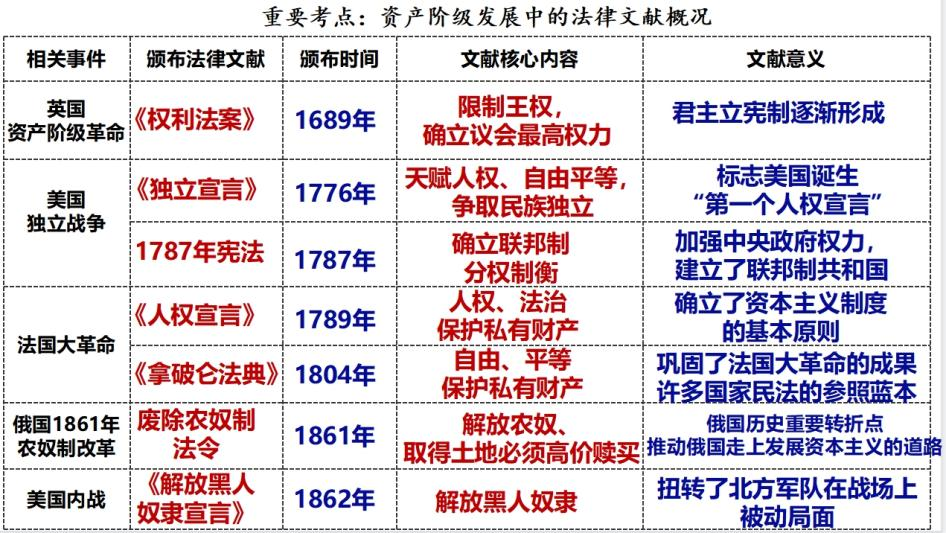 重要考点：资产阶级发展中的法律文献概况
相关事件 颁布法律文献 颁布时间 文献核心内容 文献意义
英国
资产阶级革命
《权利法案》
1689年
限制王权，
确立议会最高权力
君主立宪制逐渐形成
美国
独立战争
《独立宣言》
1776年
天赋人权、自由平等，
争取民族独立
标志美国诞生
“第一个人权宣言”
1787年宪法
1787年
确立联邦制
分权制衡
加强中央政府权力，
建立了联邦制共和国
法国大革命
《人权宣言》
1789年
人权、法治
保护私有财产
确立了资本主义制度
的基本原则
《拿破仑法典》
1804年
自由、平等
保护私有财产
巩固了法国大革命的成果
许多国家民法的参照蓝本
俄国1861年
农奴制改革
废除农奴制
法令
1861年
解放农奴、
取得土地必须高价赎买
俄国历史重要转折点
推动俄国走上发展资本主义的道路
美国内战
《解放黑人
奴隶宣言》
1862年
解放黑人奴隶
扭转了北方军队在战场上
被动局面